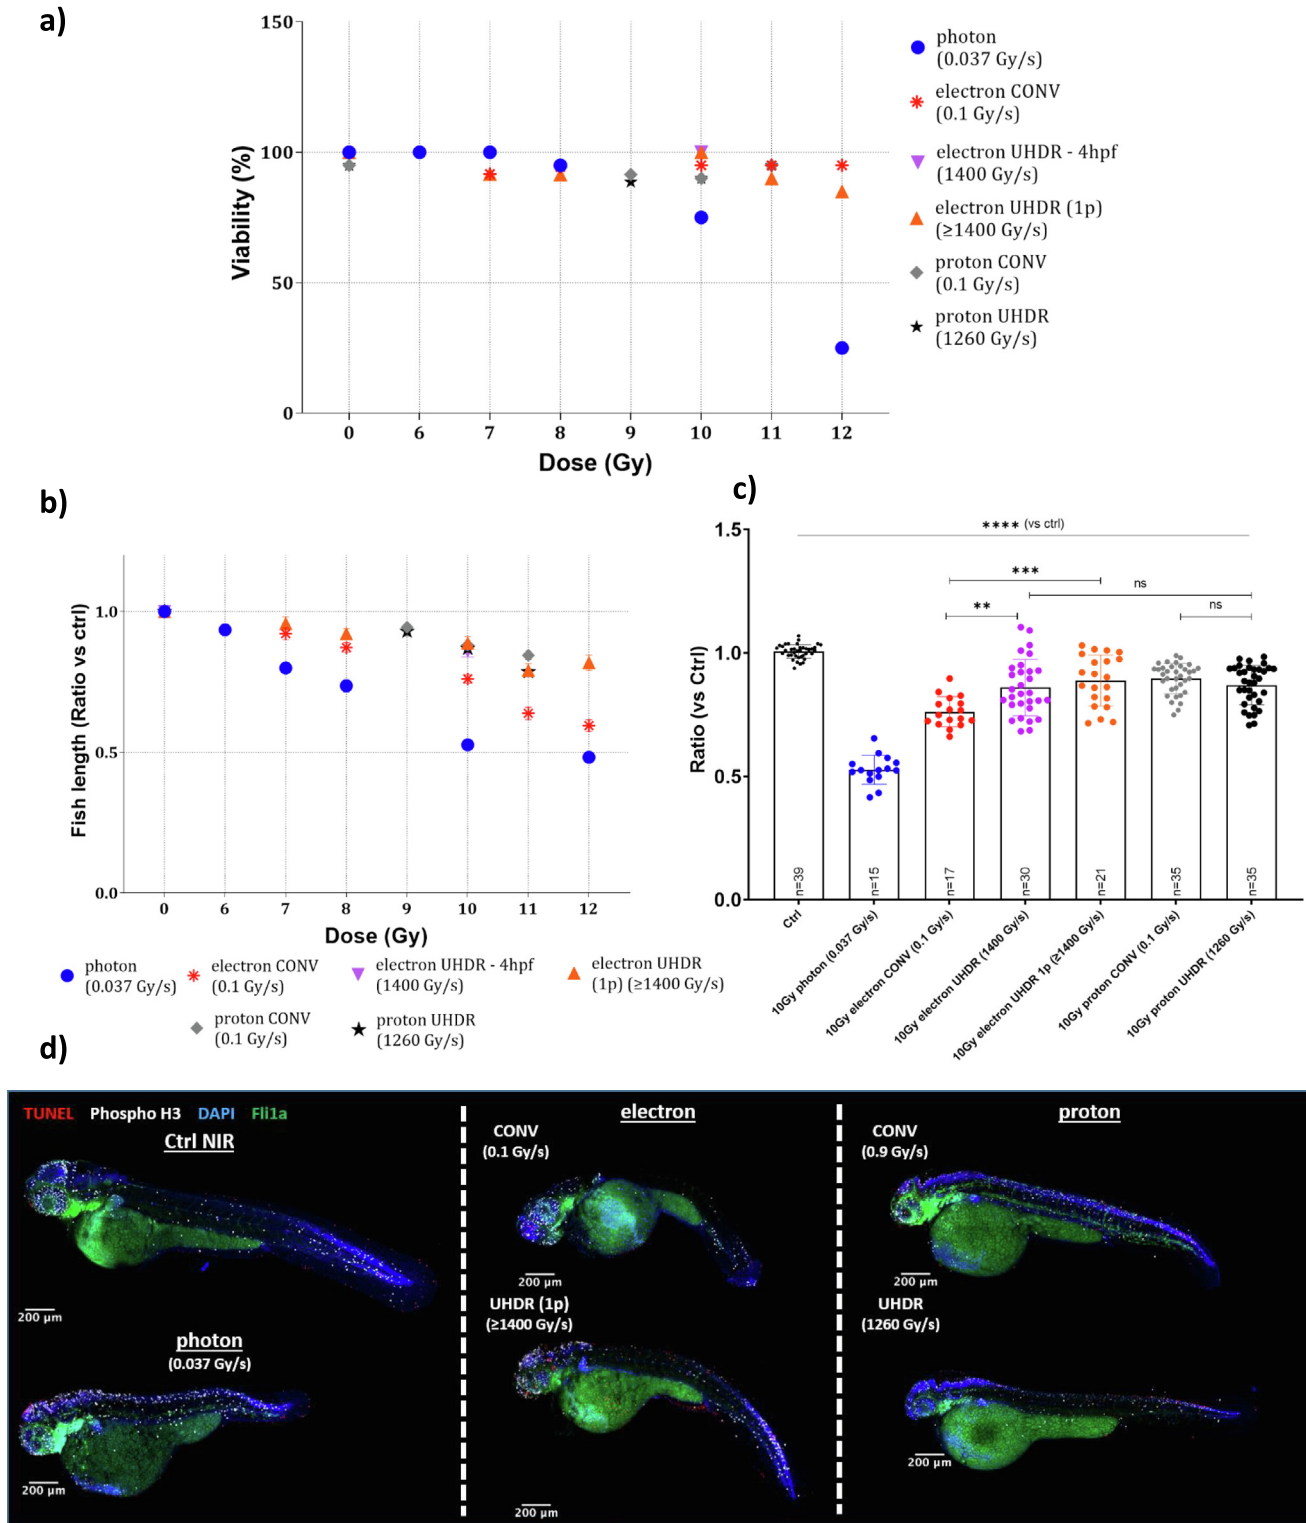 a)
150
100
50
0
Viability (%)
0 6 7 8 9 10 11 12
Dose (Gy)
photon
(0.037 Gy/s)
electron CONV
(0.1 Gy/s)
electron UHDR - 4hpf
(1400 Gy/s)
electron UHDR (1p)
(≥1400 Gy/s)
proton CONV
(0.1 Gy/s)
proton UHDR
(1260 Gy/s)
b)
1.0
0.5
0.0
Fish length (Ratio vs ctrl)
0 6 7 8 9 10 11 12
Dose (Gy)
photon
(0.037 Gy/s)
electron CONV
(0.1 Gy/s)
electron UHDR - 4hpf
(1400 Gy/s)
electron UHDR
(1p) (≥1400 Gy/s)
proton CONV
(0.1 Gy/s)
proton UHDR
(1260 Gy/s)
c)
1.5
1.0
0.5
0.0
Ratio (vs Ctrl)
**** (vs ctrl)
***
ns
**
ns
n=39
n=15
n=17
n=30
n=21
n=35
n=35
Ctrl
10Gy photon (0.037 Gy/s)
10Gy electron CONV (0.1 Gy/s)
10Gy electron UHDR (1400 Gy/s)
10Gy electron UHDR 1p (≥1400 Gy/s)
10Gy proton CONV (0.1 Gy/s)
10Gy proton UHDR (1260 Gy/s)
d)
TUNEL Phospho H3 DAPI Fli1a
Ctrl NIR
200 µm
photon
(0.037 Gy/s)
200 µm
electron
CONV
(0.1 Gy/s)
200 µm
UHDR (1p)
(≥1400 Gy/s)
200 µm
proton
CONV
(0.9 Gy/s)
200 µm
UHDR
(1260 Gy/s)
200 µm